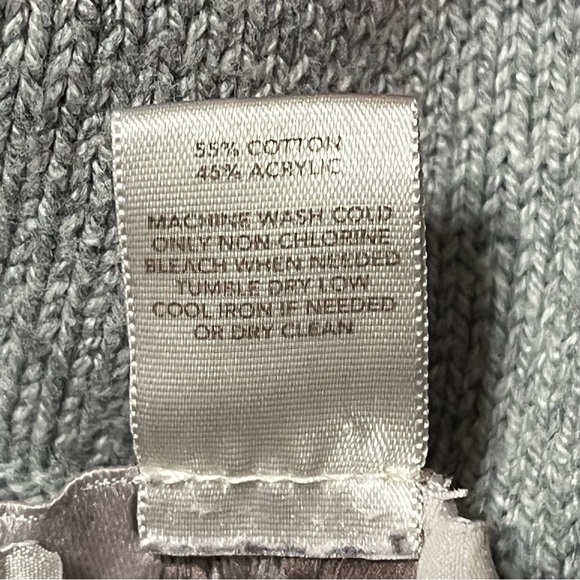 55% COTTON
45% ACRYLIC
MACHINE WASH COLD
ONLY NON CHLORINE
BLEACH WHEN NEEDED
TUMBLE DRY LOW
COOL IRON IF NEEDED
OR DRY CLEAN